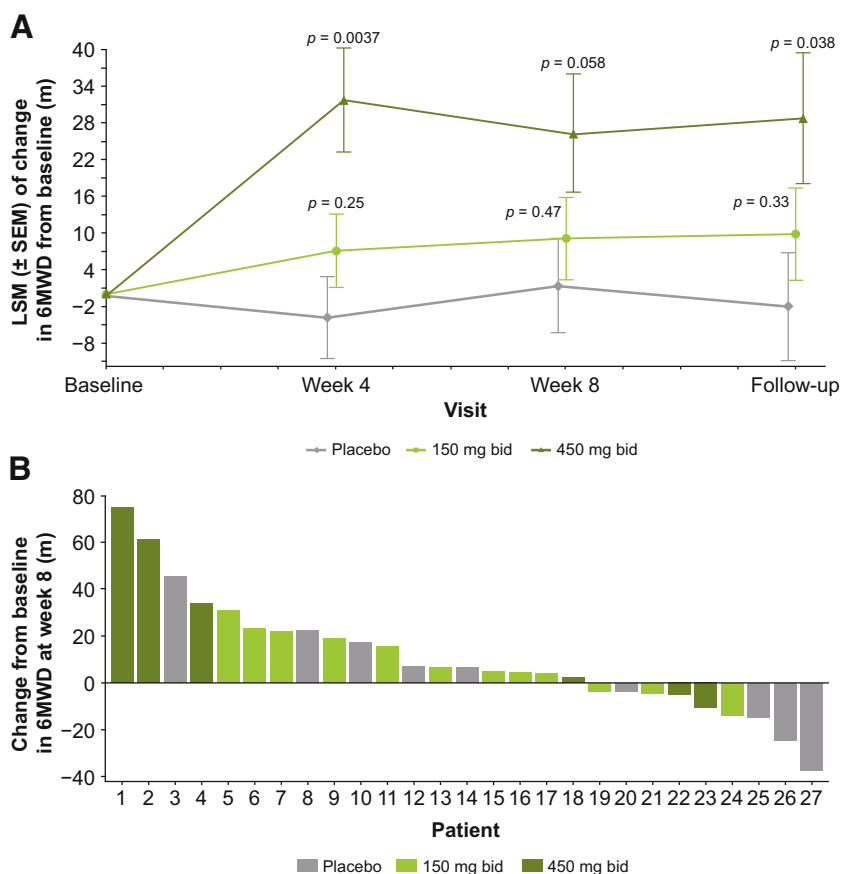 A
LSM (± SEM) of change
in 6MWD from baseline (m)
40
34
28
22
16
10
4
−2
−8
p = 0.0037
p = 0.058
p = 0.038
p = 0.25
p = 0.47
p = 0.33
Baseline Week 4 Week 8 Follow-up
Visit
Placebo 150 mg bid 450 mg bid
B
Change from baseline
in 6MWD at week 8 (m)
80
60
40
20
0
−20
−40
1 2 3 4 5 6 7 8 9 10 11 12 13 14 15 16 17 18 19 20 21 22 23 24 25 26 27
Patient
Placebo 150 mg bid 450 mg bid